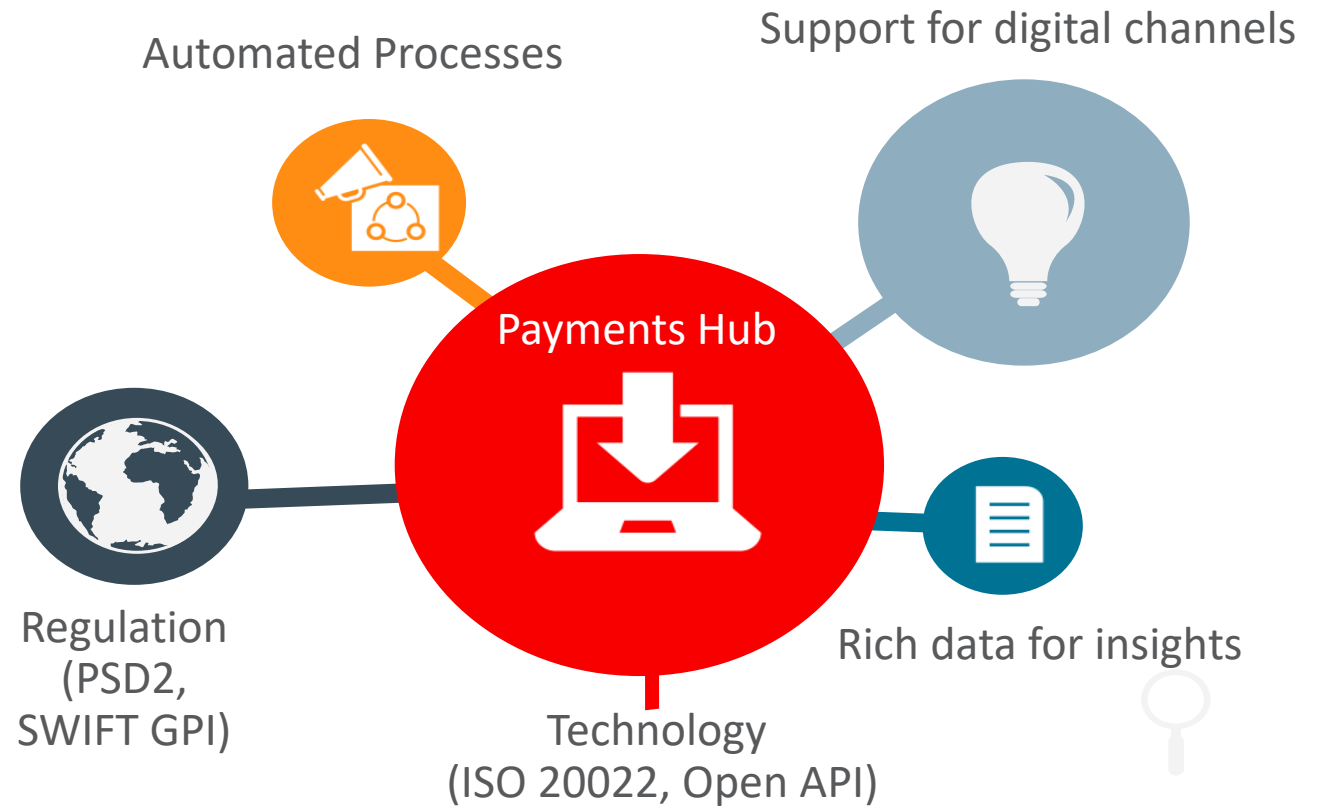 Support for digital channels
Automated Processes
Payments Hub
Regulation
(PSD2,
SWIFT GPI)
Rich data for insights
Technology
(ISO 20022, Open API)